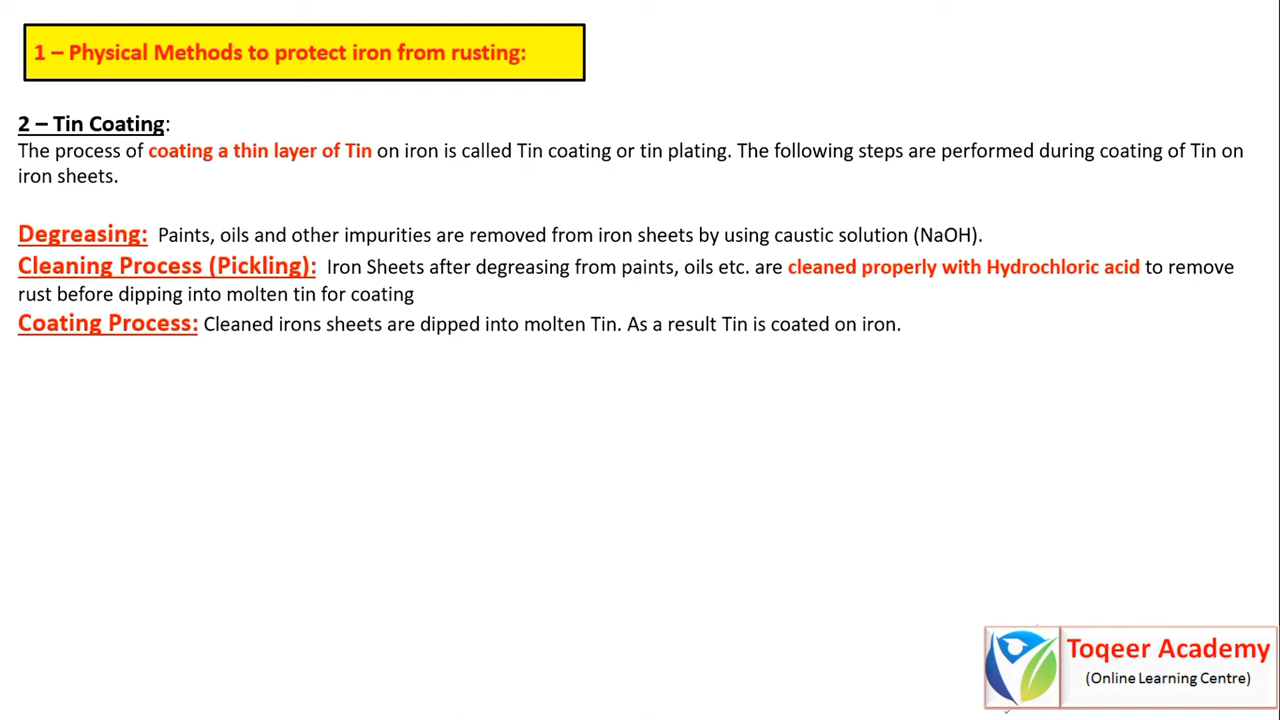 1 – Physical Methods to protect iron from rusting:
2 – Tin Coating:
The process of coating a thin layer of Tin on iron is called Tin coating or tin plating. The following steps are performed during coating of Tin on
iron sheets.
Degreasing: Paints, oils and other impurities are removed from iron sheets by using caustic solution (NaOH).
Cleaning Process (Pickling): Iron Sheets after degreasing from paints, oils etc. are cleaned properly with Hydrochloric acid to remove
rust before dipping into molten tin for coating
Coating Process: Cleaned irons sheets are dipped into molten Tin. As a result Tin is coated on iron.
Toqeer Academy
(Online Learning Centre)